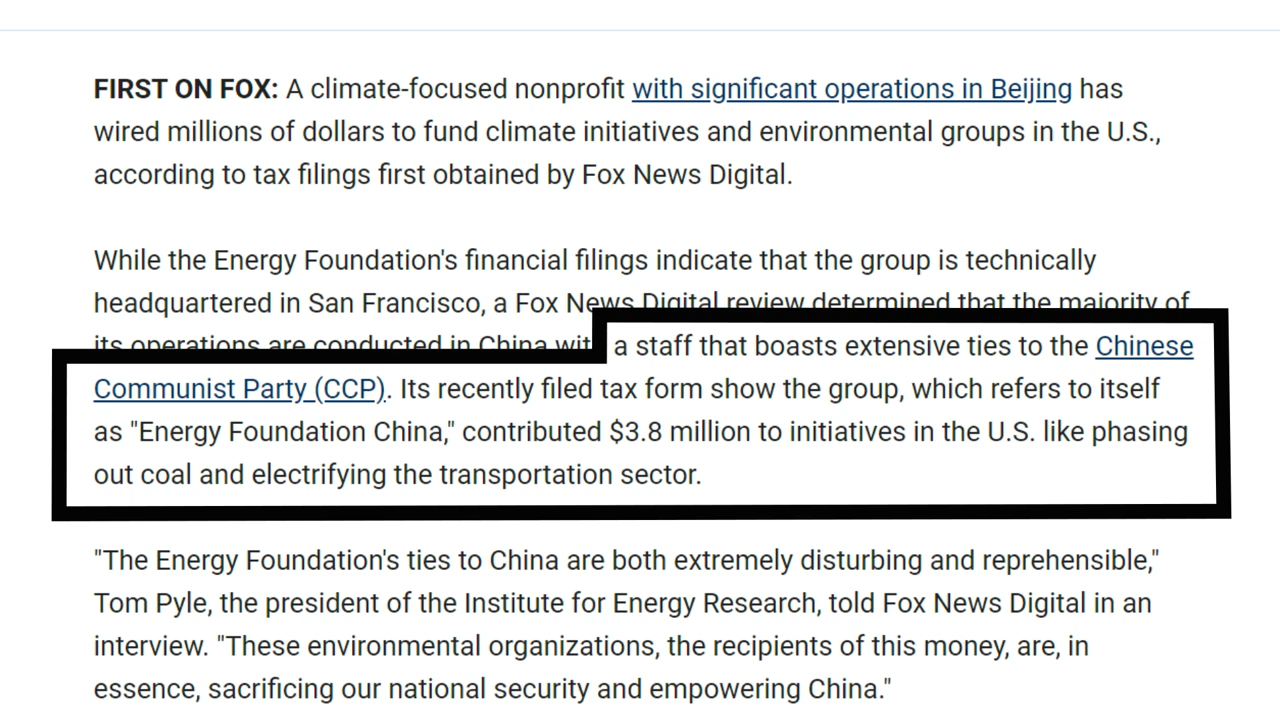 FIRST ON FOX: A climate-focused nonprofit with significant operations in Beijing has
wired millions of dollars to fund climate initiatives and environmental groups in the U.S.,
according to tax filings first obtained by Fox News Digital.
While the Energy Foundation's financial filings indicate that the group is technically
headquartered in San Francisco, a Fox News Digital review determined that the majority of
its operations are conducted in China with a staff that boasts extensive ties to the Chinese
Communist Party (CCP). Its recently filed tax form show the group, which refers to itself
as "Energy Foundation China," contributed $3.8 million to initiatives in the U.S. like phasing
out coal and electrifying the transportation sector.
"The Energy Foundation's ties to China are both extremely disturbing and reprehensible,"
Tom Pyle, the president of the Institute for Energy Research, told Fox News Digital in an
interview. "These environmental organizations, the recipients of this money, are, in
essence, sacrificing our national security and empowering China."